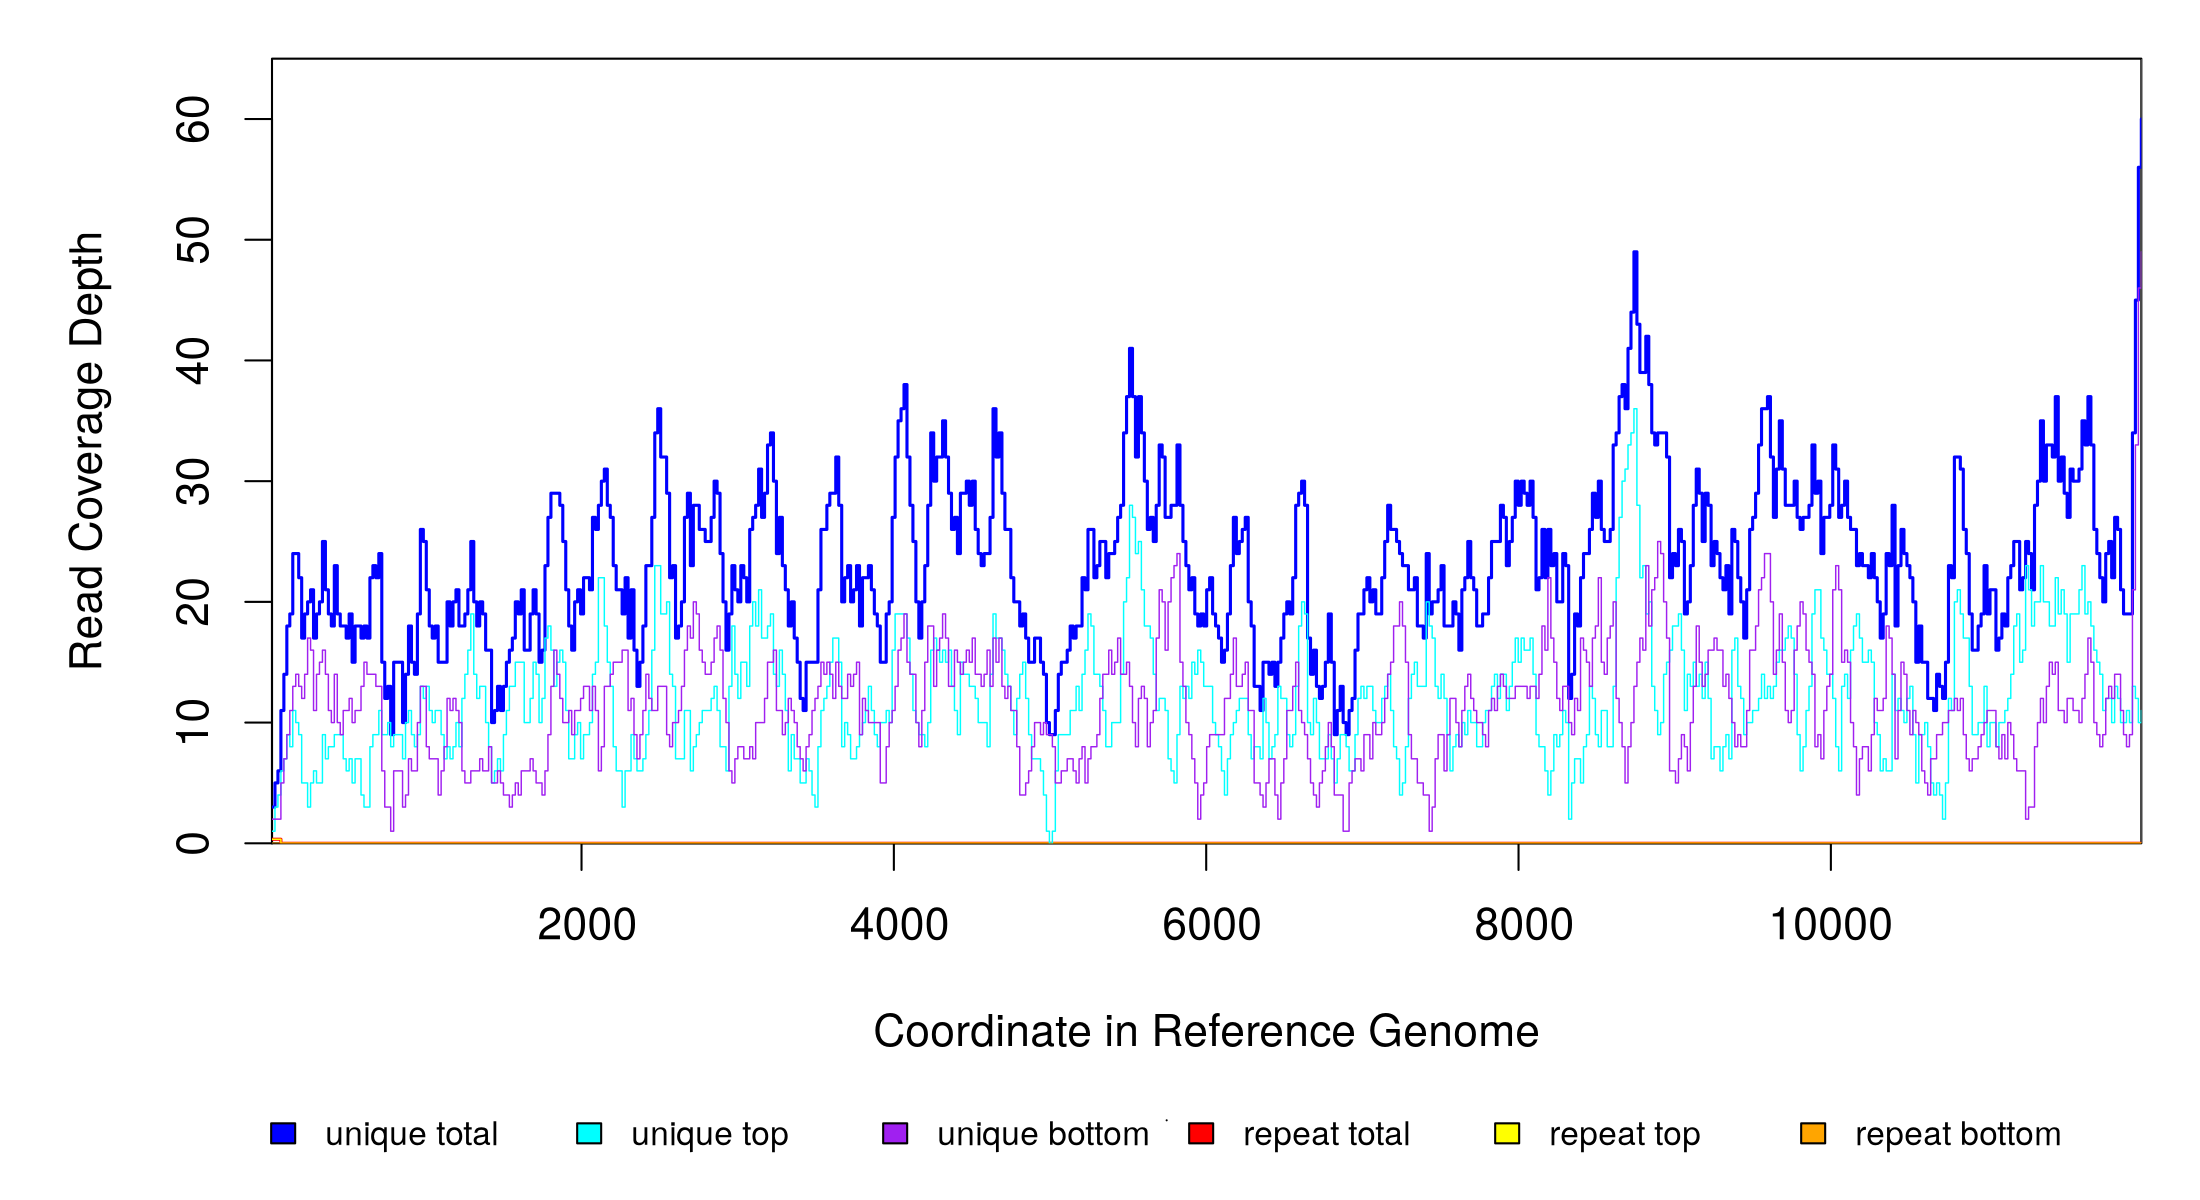 Read Coverage Depth
60
50
40
30
20
10
0
2000 4000 6000 8000 10000
Coordinate in Reference Genome
unique total unique top unique bottom repeat total repeat top repeat bottom